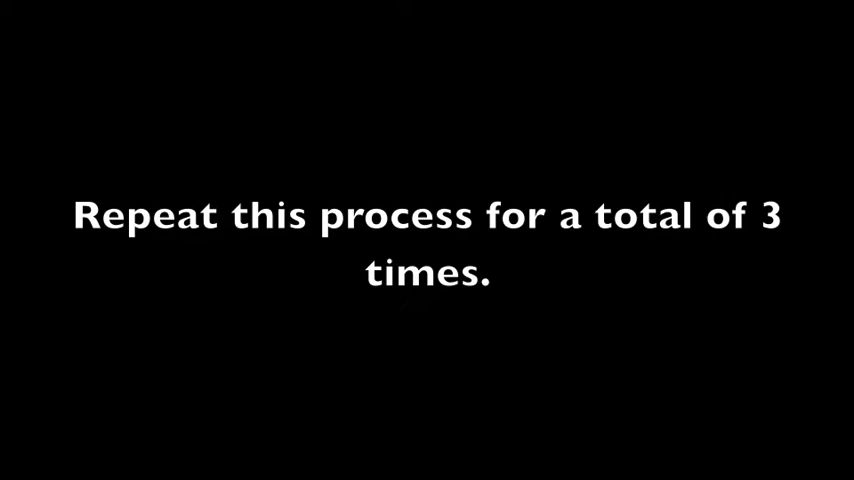 Repeat this process for a total of 3
times.